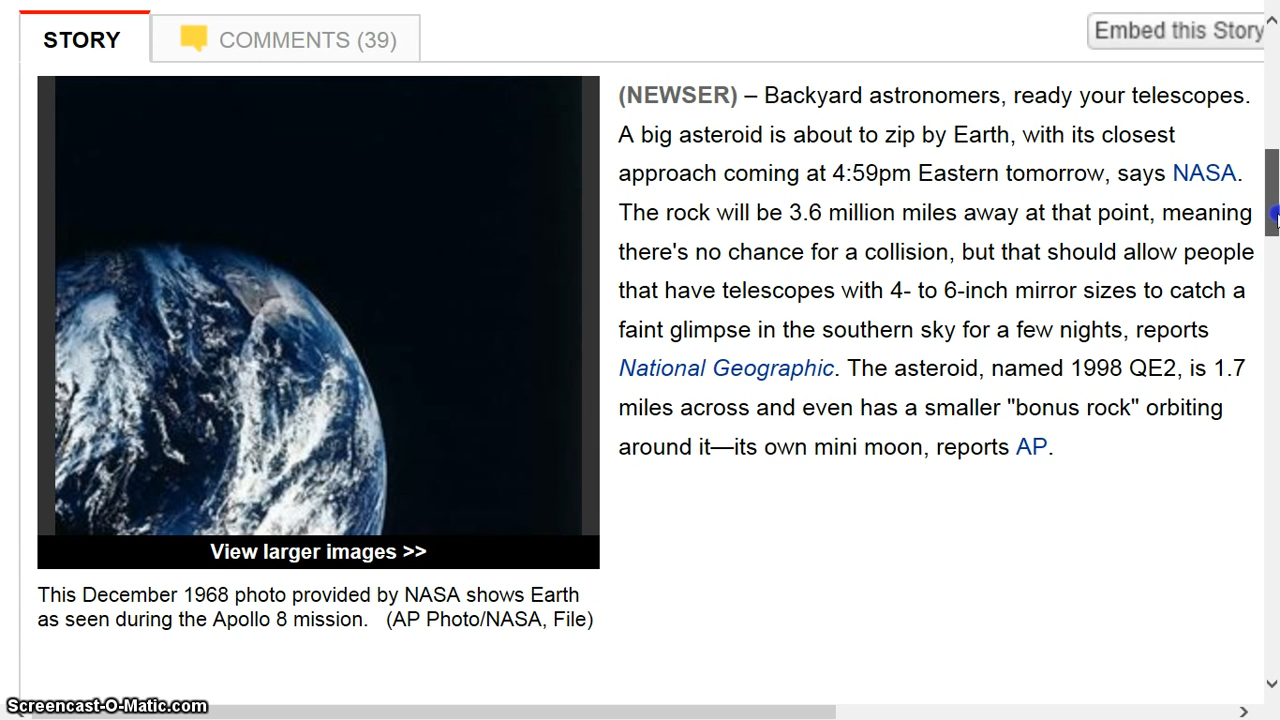 STORY
COMMENTS (39)
Embed this Story
(NEWSER) – Backyard astronomers, ready your telescopes.
A big asteroid is about to zip by Earth, with its closest
approach coming at 4:59pm Eastern tomorrow, says NASA.
The rock will be 3.6 million miles away at that point, meaning
there's no chance for a collision, but that should allow people
that have telescopes with 4- to 6-inch mirror sizes to catch a
faint glimpse in the southern sky for a few nights, reports
National Geographic. The asteroid, named 1998 QE2, is 1.7
miles across and even has a smaller "bonus rock" orbiting
around it—its own mini moon, reports AP.
View larger images >>
This December 1968 photo provided by NASA shows Earth
as seen during the Apollo 8 mission. (AP Photo/NASA, File)
Screencast-O-Matic.com